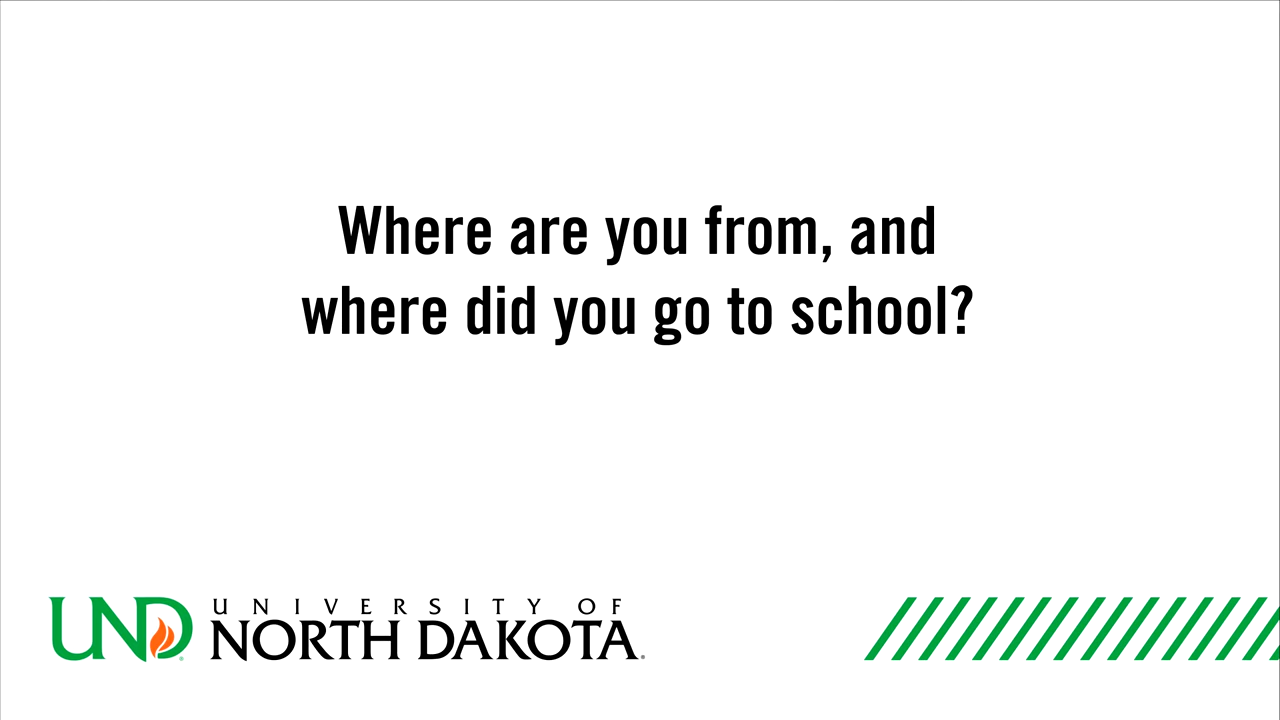 Where are you from, and
where did you go to school?
UND UNIVERSITY OF
NORTH DAKOTA.